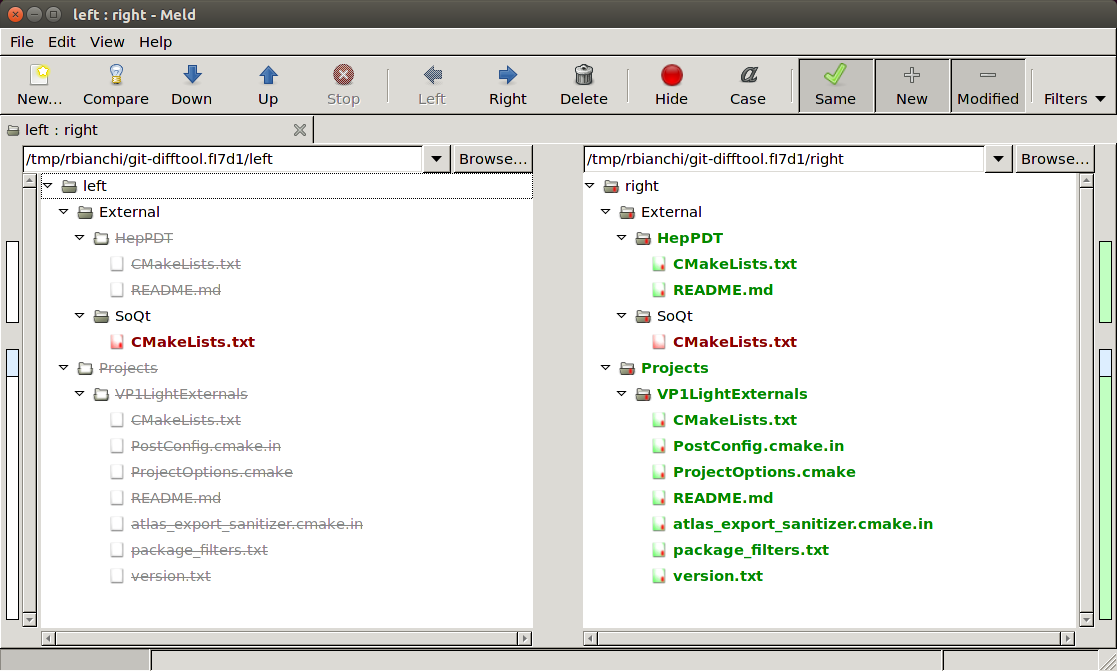 left : right - Meld
File Edit View Help
New... Compare Down Up Stop Left Right Delete Hide Case Same New Modified Filters
left : right
/tmp/rbianchi/git-difftool.fl7d1/left Browse... /tmp/rbianchi/git-difftool.fl7d1/right Browse...
left right
External External
HepPDT HepPDT
CMakeLists.txt CMakeLists.txt
README.md README.md
SoQt SoQt
CMakeLists.txt CMakeLists.txt
Projects Projects
VP1LightExternals VP1LightExternals
CMakeLists.txt CMakeLists.txt
PostConfig.cmake.in PostConfig.cmake.in
ProjectOptions.cmake ProjectOptions.cmake
README.md README.md
atlas_export_sanitizer.cmake.in atlas_export_sanitizer.cmake.in
package_filters.txt package_filters.txt
version.txt version.txt